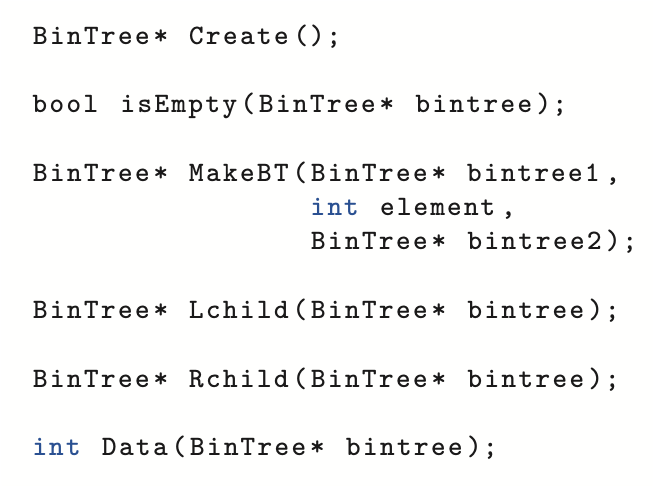 BinTree* Create();
bool isEmpty(BinTree* bintree);
BinTree* MakeBT(BinTree* bintree1,
int element,
BinTree* bintree2);
BinTree* Lchild(BinTree* bintree);
BinTree* Rchild(BinTree* bintree);
int Data(BinTree* bintree);